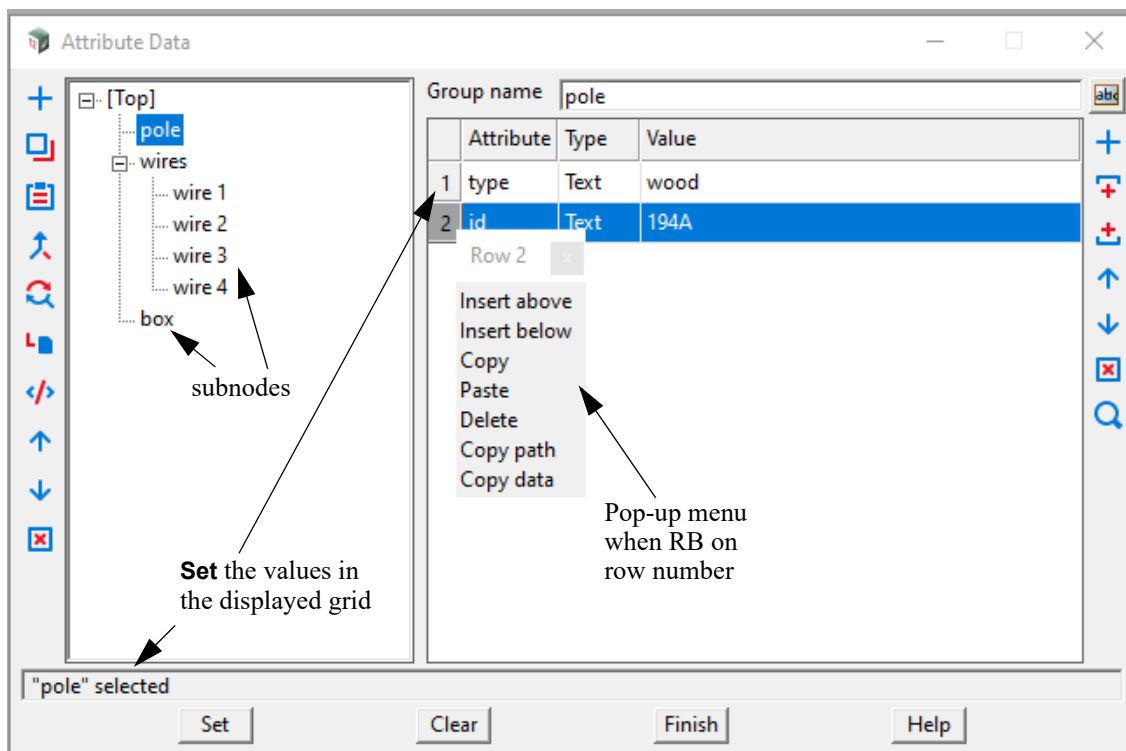 Attribute Data
[Top]
pole
wires
wire 1
wire 2
wire 3
wire 4
box
subnodes
Set the values in
the displayed grid
Group name pole
abc
Attribute Type Value
1 type Text wood
2 id Text 194A
Row 2 x
Insert above
Insert below
Copy
Paste
Delete
Copy path
Copy data
Pop-up menu
when RB on
row number
"pole" selected
Set Clear Finish Help